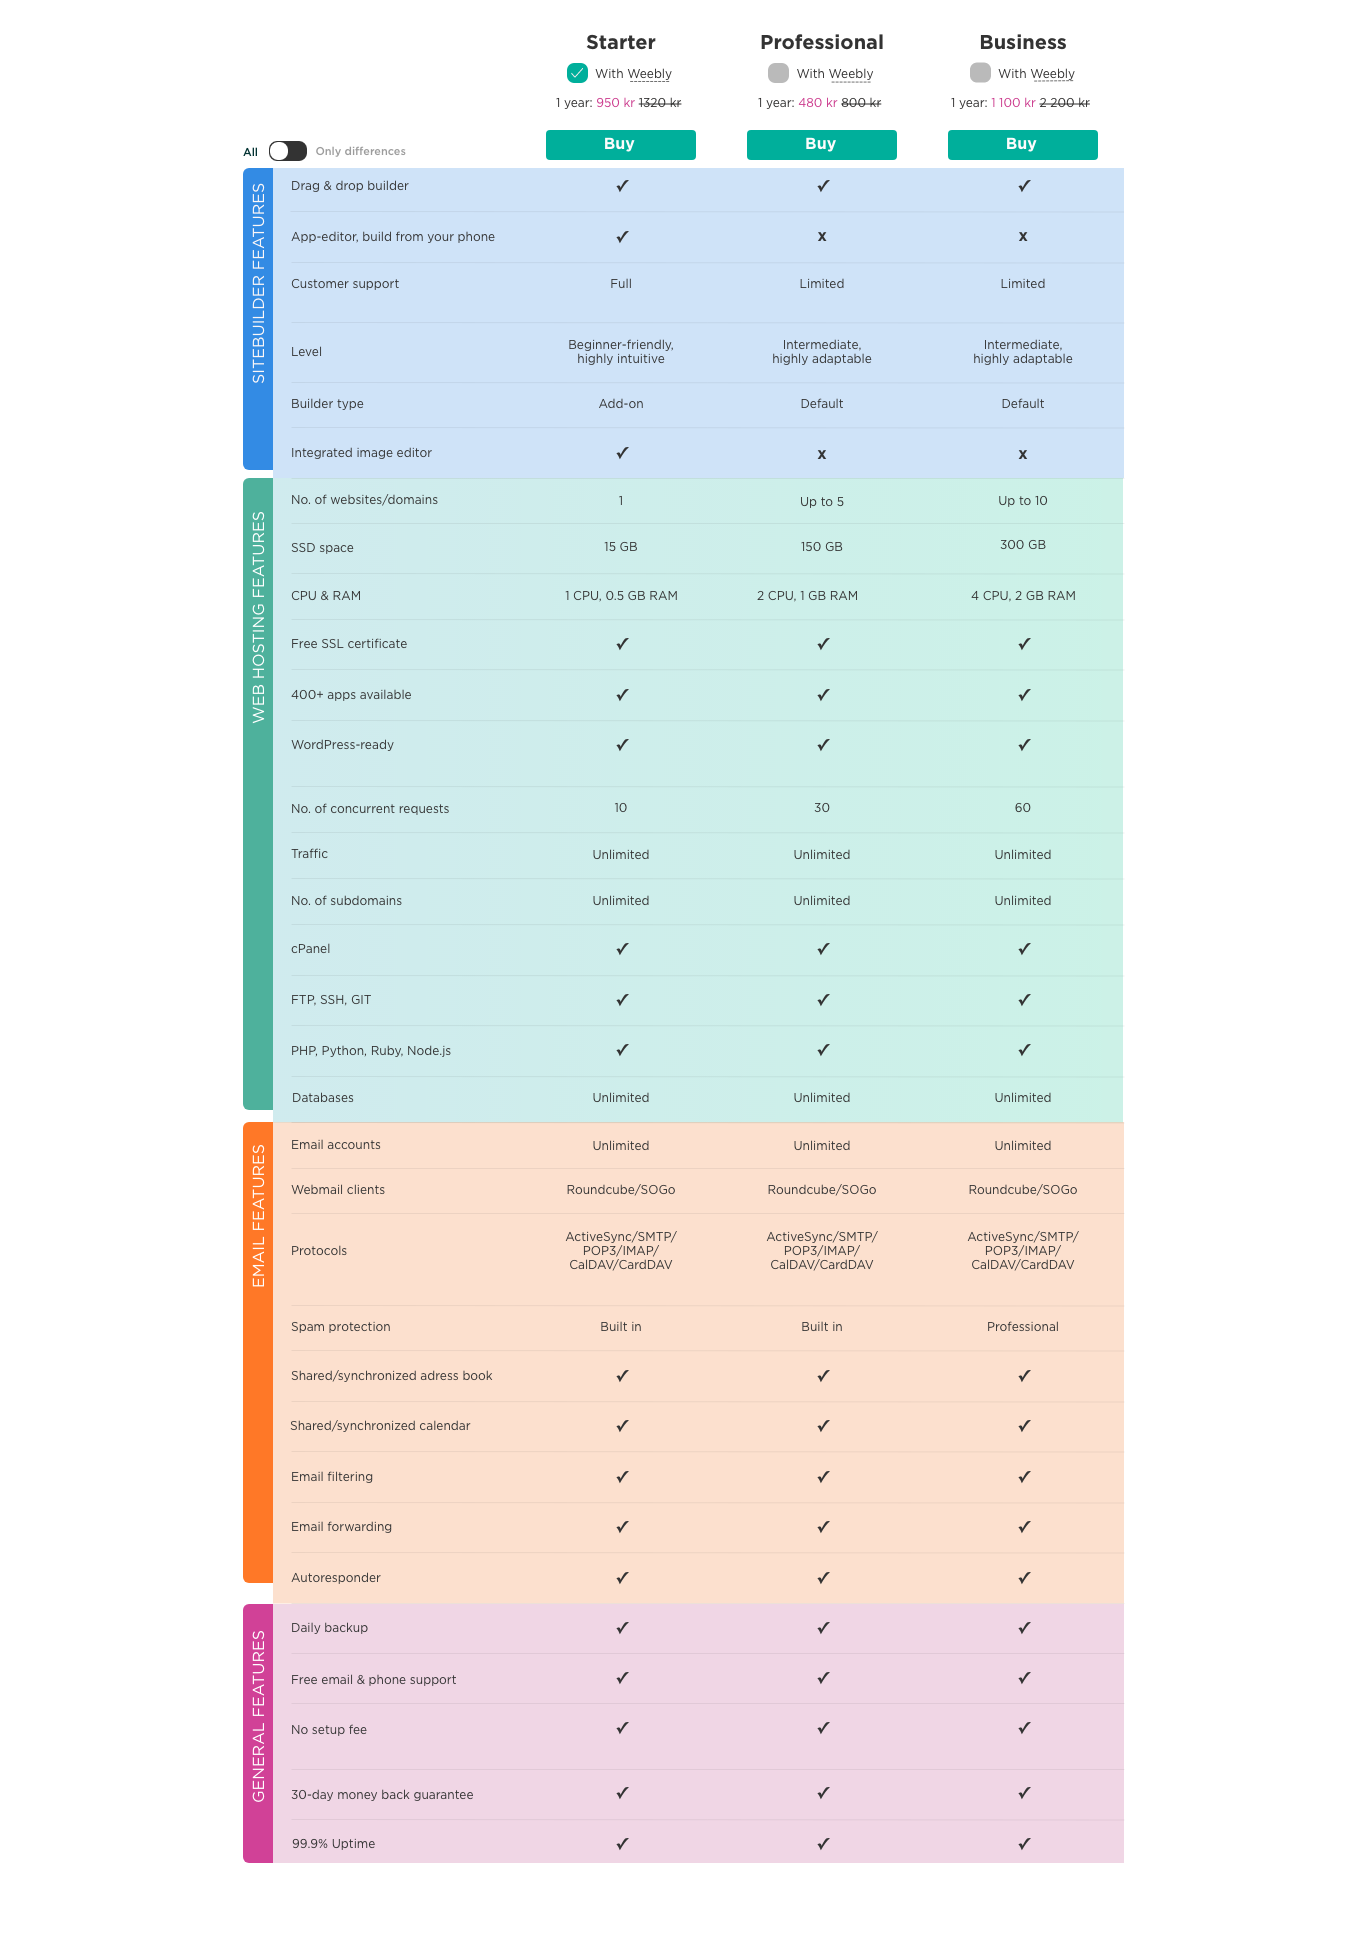 Starter Professional Business
With Weebly With Weebly With Weebly
1 year: 950 kr 1320 kr 1 year: 480 kr 800 kr 1 year: 1 100 kr 2 200 kr
All Only differences Buy Buy Buy
SITEBUILDER FEATURES
Drag & drop builder ✓ ✓ ✓
App-editor, build from your phone ✓ x x
Customer support Full Limited Limited
Level Beginner-friendly, highly intuitive Intermediate, highly adaptable Intermediate, highly adaptable
Builder type Add-on Default Default
Integrated image editor ✓ x x
WEB HOSTING FEATURES
No. of websites/domains 1 Up to 5 Up to 10
SSD space 15 GB 150 GB 300 GB
CPU & RAM 1 CPU, 0.5 GB RAM 2 CPU, 1 GB RAM 4 CPU, 2 GB RAM
Free SSL certificate ✓ ✓ ✓
400+ apps available ✓ ✓ ✓
WordPress-ready ✓ ✓ ✓
No. of concurrent requests 10 30 60
Traffic Unlimited Unlimited Unlimited
No. of subdomains Unlimited Unlimited Unlimited
cPanel ✓ ✓ ✓
FTP, SSH, GIT ✓ ✓ ✓
PHP, Python, Ruby, Node.js ✓ ✓ ✓
Databases Unlimited Unlimited Unlimited
EMAIL FEATURES
Email accounts Unlimited Unlimited Unlimited
Webmail clients Roundcube/SOGo Roundcube/SOGo Roundcube/SOGo
Protocols ActiveSync/SMTP/POP3/IMAP/CalDAV/CardDAV ActiveSync/SMTP/POP3/IMAP/CalDAV/CardDAV ActiveSync/SMTP/POP3/IMAP/CalDAV/CardDAV
Spam protection Built in Built in Professional
Shared/synchronized adress book ✓ ✓ ✓
Shared/synchronized calendar ✓ ✓ ✓
Email filtering ✓ ✓ ✓
Email forwarding ✓ ✓ ✓
Autoresponder ✓ ✓ ✓
GENERAL FEATURES
Daily backup ✓ ✓ ✓
Free email & phone support ✓ ✓ ✓
No setup fee ✓ ✓ ✓
30-day money back guarantee ✓ ✓ ✓
99.9% Uptime ✓ ✓ ✓